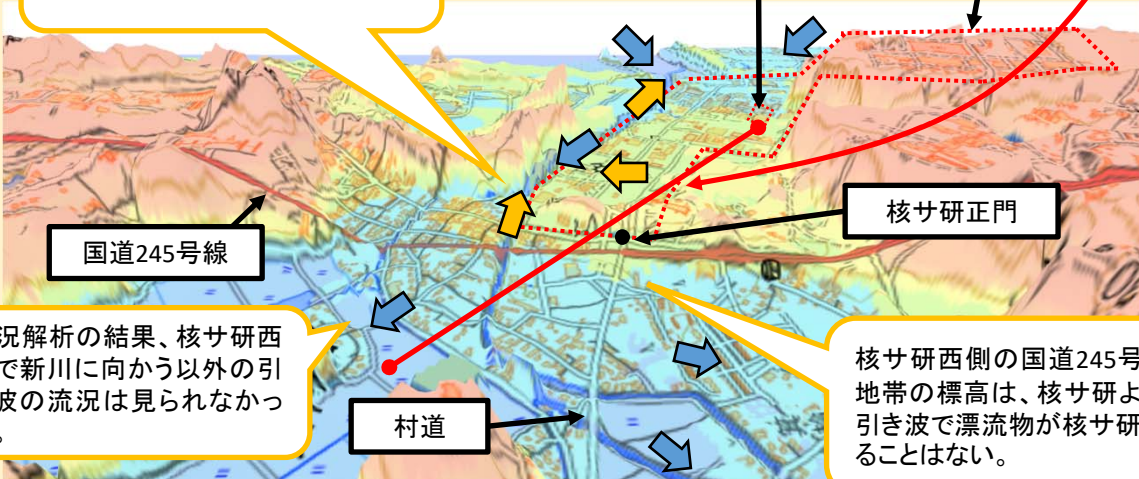 核サ研正門
国道245号線
況解析の結果、核サ研西
で新川に向かう以外の引
波の流況は見られなかっ
。
村道
核サ研西側の国道245号
地帯の標高は、核サ研よ
引き波で漂流物が核サ研
ることはない。